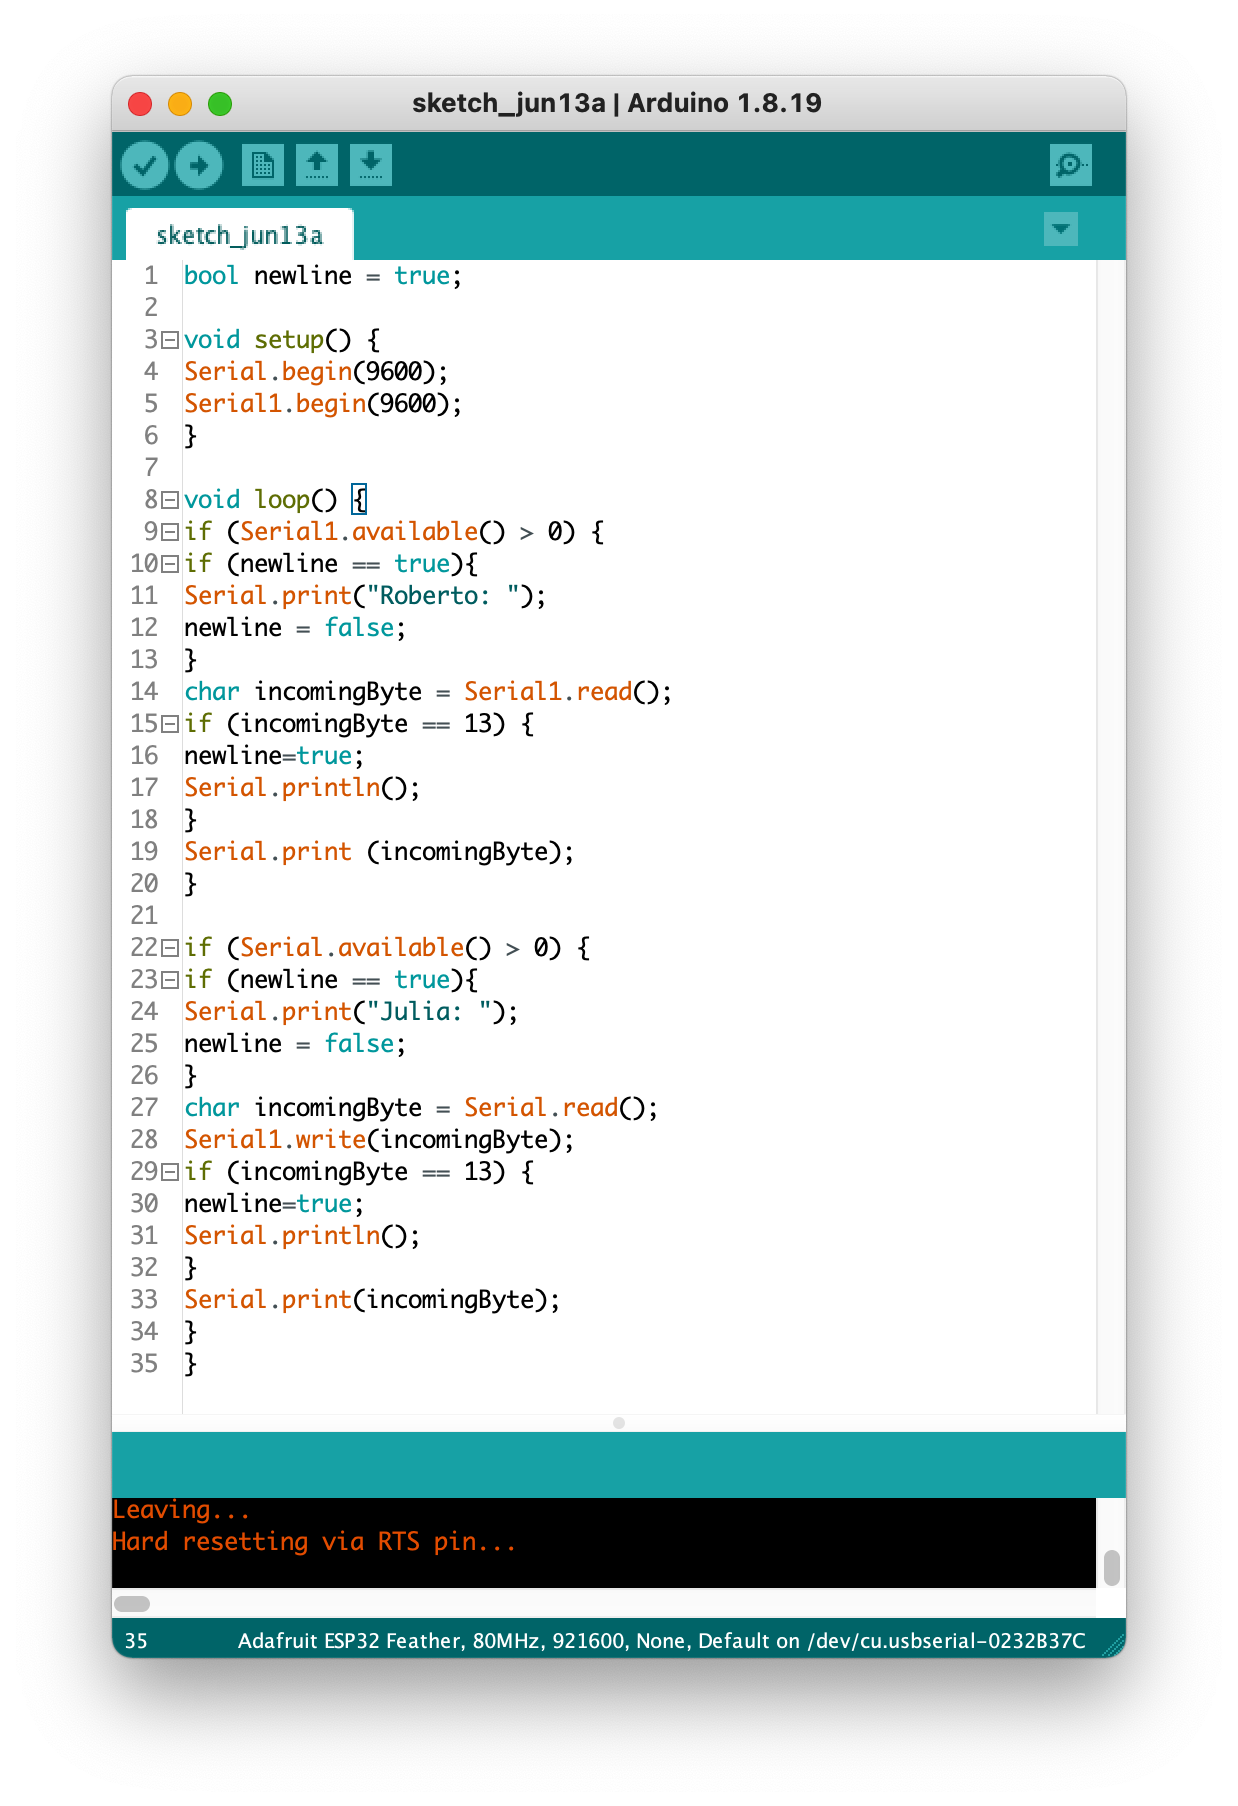 sketch_jun13a | Arduino 1.8.19
sketch_jun13a
1 bool newline = true;
2
3 void setup() {
4 Serial.begin(9600);
5 Serial1.begin(9600);
6 }
7
8 void loop() {
9 if (Serial1.available() > 0) {
10 if (newline == true){
11 Serial.print("Roberto: ");
12 newline = false;
13 }
14 char incomingByte = Serial1.read();
15 if (incomingByte == 13) {
16 newline=true;
17 Serial.println();
18 }
19 Serial.print (incomingByte);
20 }
21
22 if (Serial.available() > 0) {
23 if (newline == true){
24 Serial.print("Julia: ");
25 newline = false;
26 }
27 char incomingByte = Serial.read();
28 Serial1.write(incomingByte);
29 if (incomingByte == 13) {
30 newline=true;
31 Serial.println();
32 }
33 Serial.print(incomingByte);
34 }
35 }
Leaving...
Hard resetting via RTS pin...
35 Adafruit ESP32 Feather, 80MHz, 921600, None, Default on /dev/cu.usbserial-0232B37C